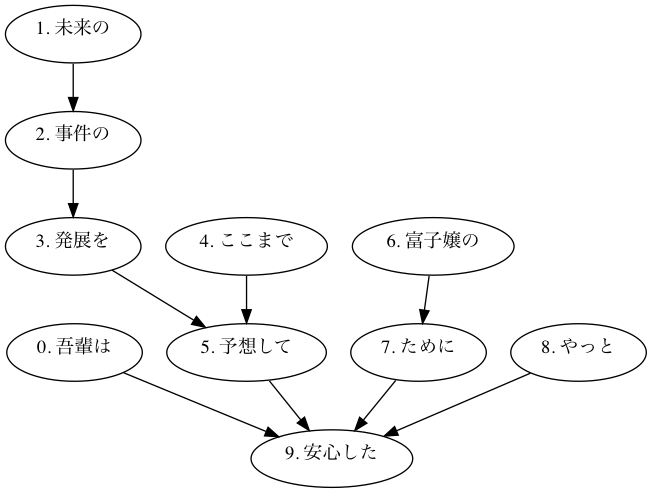 1. 未来の
2. 事件の
3. 発展を
4. ここまで
6. 富子嬢の
0. 吾輩は
5. 予想して
7. ために
8. やっと
9. 安心した